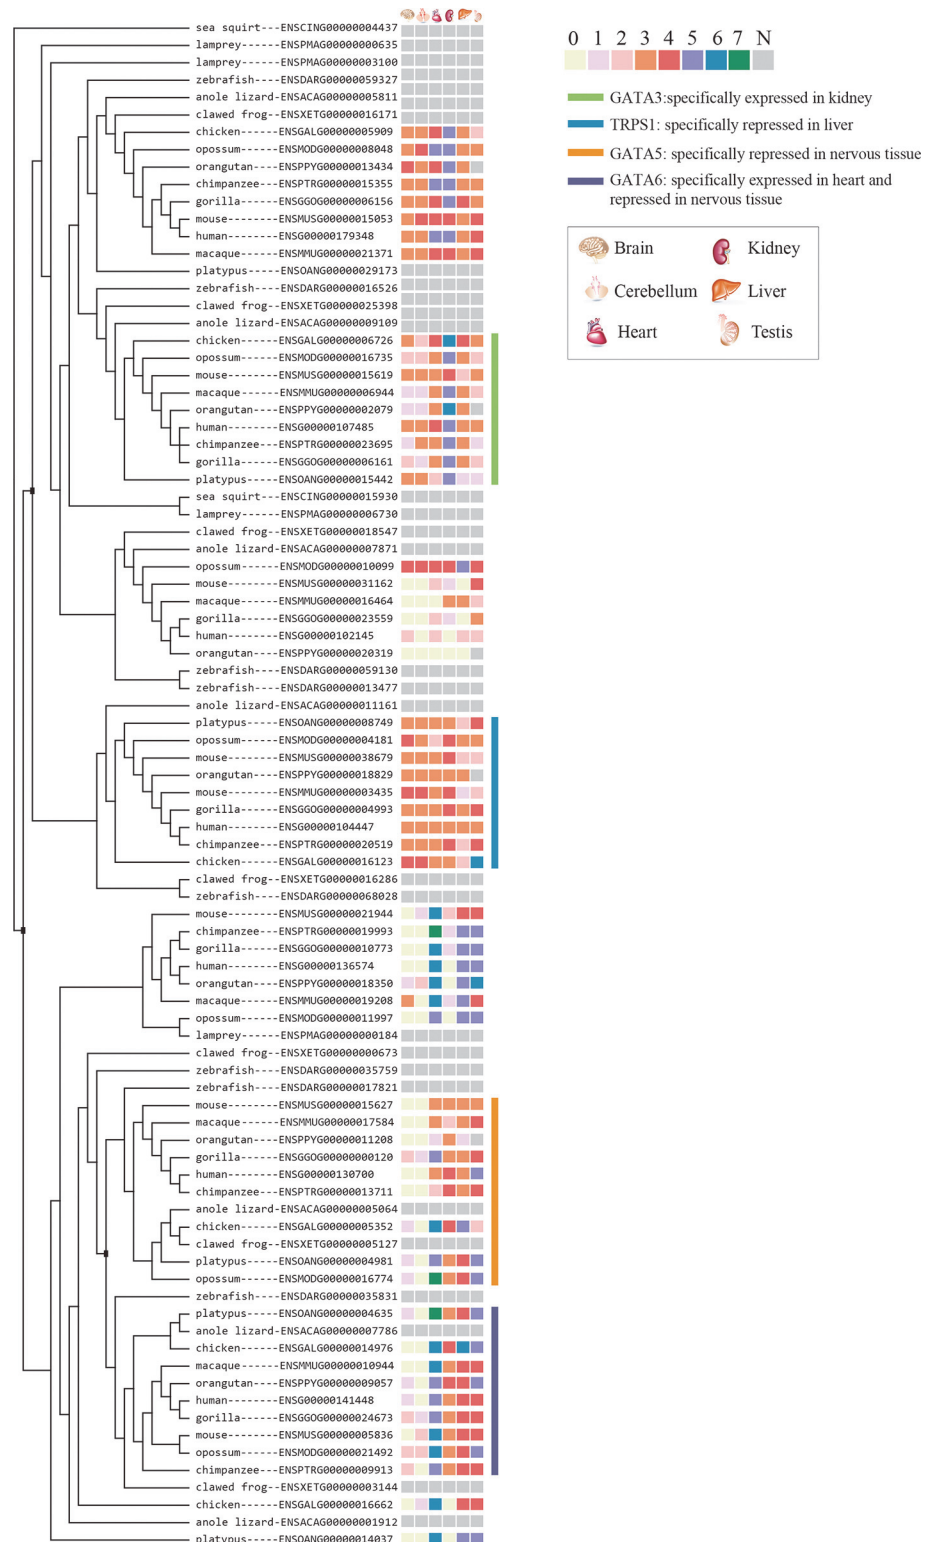 sea squirt---ENSCING00000004437
lamprey------ENSPMAG00000000635
lamprey------ENSPMAG00000003100
zebrafish----ENSDARG00000059327
anole lizard-ENSACAG00000005811
clawed frog--ENSXETG00000016171
chicken------ENSGALG00000005909
opossum------ENSMODG00000008048
orangutan----ENSPPYG00000013434
chimpanzee---ENSPTRG00000015355
gorilla------ENSGGOG00000006156
mouse--------ENSMUSG00000015053
human--------ENSG00000179348
macaque------ENSMMUG00000021371
platypus-----ENSOANG00000029173
zebrafish----ENSDARG00000016526
clawed frog--ENSXETG00000025398
anole lizard-ENSACAG00000009109
chicken------ENSGALG00000006726
opossum------ENSMODG00000016735
mouse--------ENSMUSG00000015619
macaque------ENSMMUG00000006944
orangutan----ENSPPYG00000002079
human--------ENSG00000107485
chimpanzee---ENSPTRG00000023695
gorilla------ENSGGOG00000006161
platypus-----ENSOANG00000015442
sea squirt---ENSCING00000015930
lamprey------ENSPMAG00000006730
clawed frog--ENSXETG00000018547
anole lizard-ENSACAG00000007871
opossum------ENSMODG00000010099
mouse--------ENSMUSG00000031162
macaque------ENSMMUG00000016464
gorilla------ENSGGOG00000023559
human--------ENSG00000102145
orangutan----ENSPPYG00000020319
zebrafish----ENSDARG00000059130
zebrafish----ENSDARG00000013477
anole lizard-ENSACAG00000011161
platypus-----ENSOANG00000008749
opossum------ENSMODG00000004181
mouse--------ENSMUSG00000038679
orangutan----ENSPPYG00000018829
mouse--------ENSMMUG00000003435
gorilla------ENSGGOG00000004993
human--------ENSG00000104447
chimpanzee---ENSPTRG00000020519
chicken------ENSGALG00000016123
clawed frog--ENSXETG00000016286
zebrafish----ENSDARG00000068028
mouse--------ENSMUSG00000021944
chimpanzee---ENSPTRG00000019993
gorilla------ENSGGOG00000010773
human--------ENSG00000136574
orangutan----ENSPPYG00000018350
macaque------ENSMMUG00000019208
opossum------ENSMODG00000011997
lamprey------ENSPMAG00000000184
clawed frog--ENSXETG00000000673
zebrafish----ENSDARG00000035759
zebrafish----ENSDARG00000017821
mouse--------ENSMUSG00000015627
macaque------ENSMMUG00000017584
orangutan----ENSPPYG00000011208
gorilla------ENSGGOG00000000120
human--------ENSG00000130700
chimpanzee---ENSPTRG00000013711
anole lizard-ENSACAG00000005064
chicken------ENSGALG00000005352
clawed frog--ENSXETG00000005127
platypus-----ENSOANG00000004981
opossum------ENSMODG00000016774
zebrafish----ENSDARG00000035831
platypus-----ENSOANG00000004635
anole lizard-ENSACAG00000007786
chicken------ENSGALG00000014976
macaque------ENSMMUG00000010944
orangutan----ENSPPYG00000009057
human--------ENSG00000141448
gorilla------ENSGGOG00000024673
mouse--------ENSMUSG00000005836
opossum------ENSMODG00000021492
chimpanzee---ENSPTRG00000009913
clawed frog--ENSXETG00000003144
chicken------ENSGALG00000016662
anole lizard-ENSACAG00000001912
platypus-----ENSOANG00000014037
0 1 2 3 4 5 6 7 N
GATA3:specifically expressed in kidney
TRPS1: specifically repressed in liver
GATA5: specifically repressed in nervous tissue
GATA6: specifically expressed in heart and
repressed in nervous tissue
Brain Kidney
Cerebellum Liver
Heart Testis